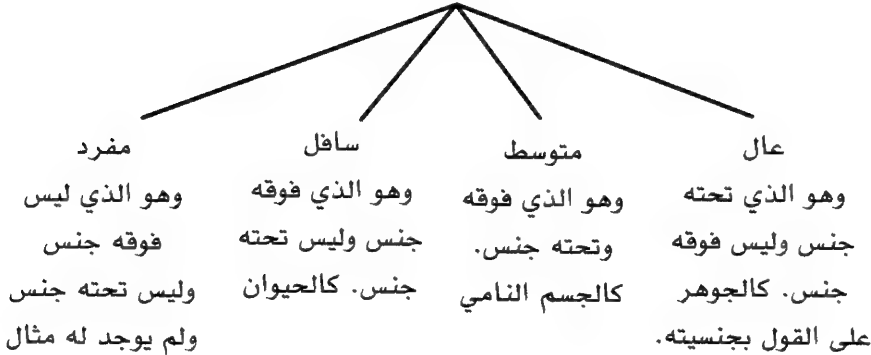 عال
وهو الذي تحته
جنس وليس فوقه
جنس. كالجوهر
على القول بجنسيته.
متوسط
وهو الذي فوقه
وتحته جنس.
كالجسم النامي
سافل
وهو الذي فوقه
جنس وليس تحته
جنس. كالحيوان
مفرد
وهو الذي ليس
فوقه جنس
وليس تحته جنس
ولم يوجد له مثال